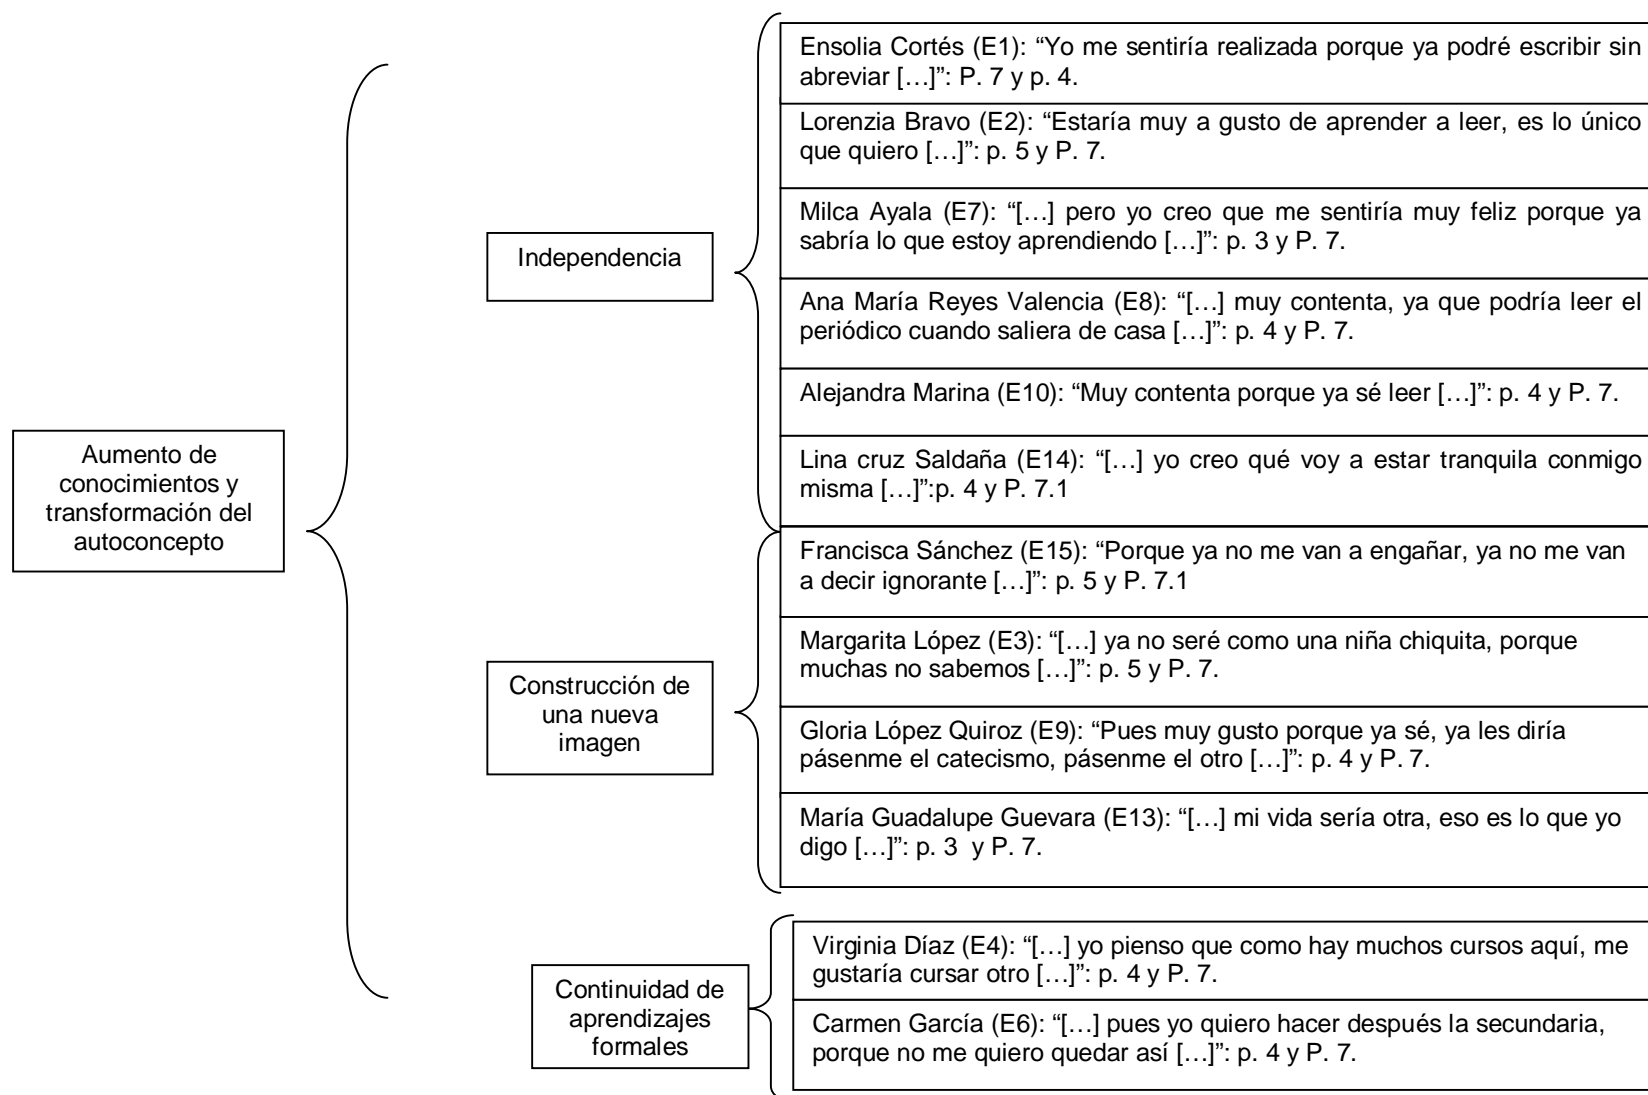 Aumento de
conocimientos y
transformación del
autoconcepto
Independencia
Ensolia Cortés (E1): “Yo me sentiría realizada porque ya podré escribir sin
abreviar […]”: P. 7 y p. 4.
Lorenzia Bravo (E2): “Estaría muy a gusto de aprender a leer, es lo único
que quiero […]”: p. 5 y P. 7.
Milca Ayala (E7): “[…] pero yo creo que me sentiría muy feliz porque ya
sabría lo que estoy aprendiendo […]”: p. 3 y P. 7.
Ana María Reyes Valencia (E8): “[…] muy contenta, ya que podría leer el
periódico cuando saliera de casa […]”: p. 4 y P. 7.
Alejandra Marina (E10): “Muy contenta porque ya sé leer […]”: p. 4 y P. 7.
Lina cruz Saldaña (E14): “[…] yo creo qué voy a estar tranquila conmigo
misma […]”:p. 4 y P. 7.1
Construcción de
una nueva
imagen
Francisca Sánchez (E15): “Porque ya no me van a engañar, ya no me van
a decir ignorante […]”: p. 5 y P. 7.1
Margarita López (E3): “[…] ya no seré como una niña chiquita, porque
muchas no sabemos […]”: p. 5 y P. 7.
Gloria López Quiroz (E9): “Pues muy gusto porque ya sé, ya les diría
pásenme el catecismo, pásenme el otro […]”: p. 4 y P. 7.
María Guadalupe Guevara (E13): “[…] mi vida sería otra, eso es lo que yo
digo […]”: p. 3 y P. 7.
Continuidad de
aprendizajes
formales
Virginia Díaz (E4): “[…] yo pienso que como hay muchos cursos aquí, me
gustaría cursar otro […]”: p. 4 y P. 7.
Carmen García (E6): “[…] pues yo quiero hacer después la secundaria,
porque no me quiero quedar así […]”: p. 4 y P. 7.